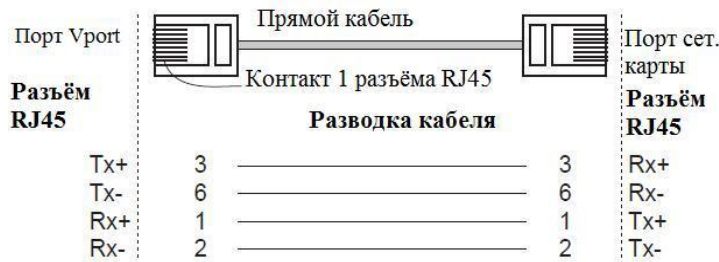 Прямой кабель
Порт Vport
Порт сет.
карты
Контакт 1 разъёма RJ45
Разъём
RJ45
Разъём
RJ45
Разводка кабеля
Tx+ 3 3 Rx+
Tx- 6 6 Rx-
Rx+ 1 1 Tx+
Rx- 2 2 Tx-